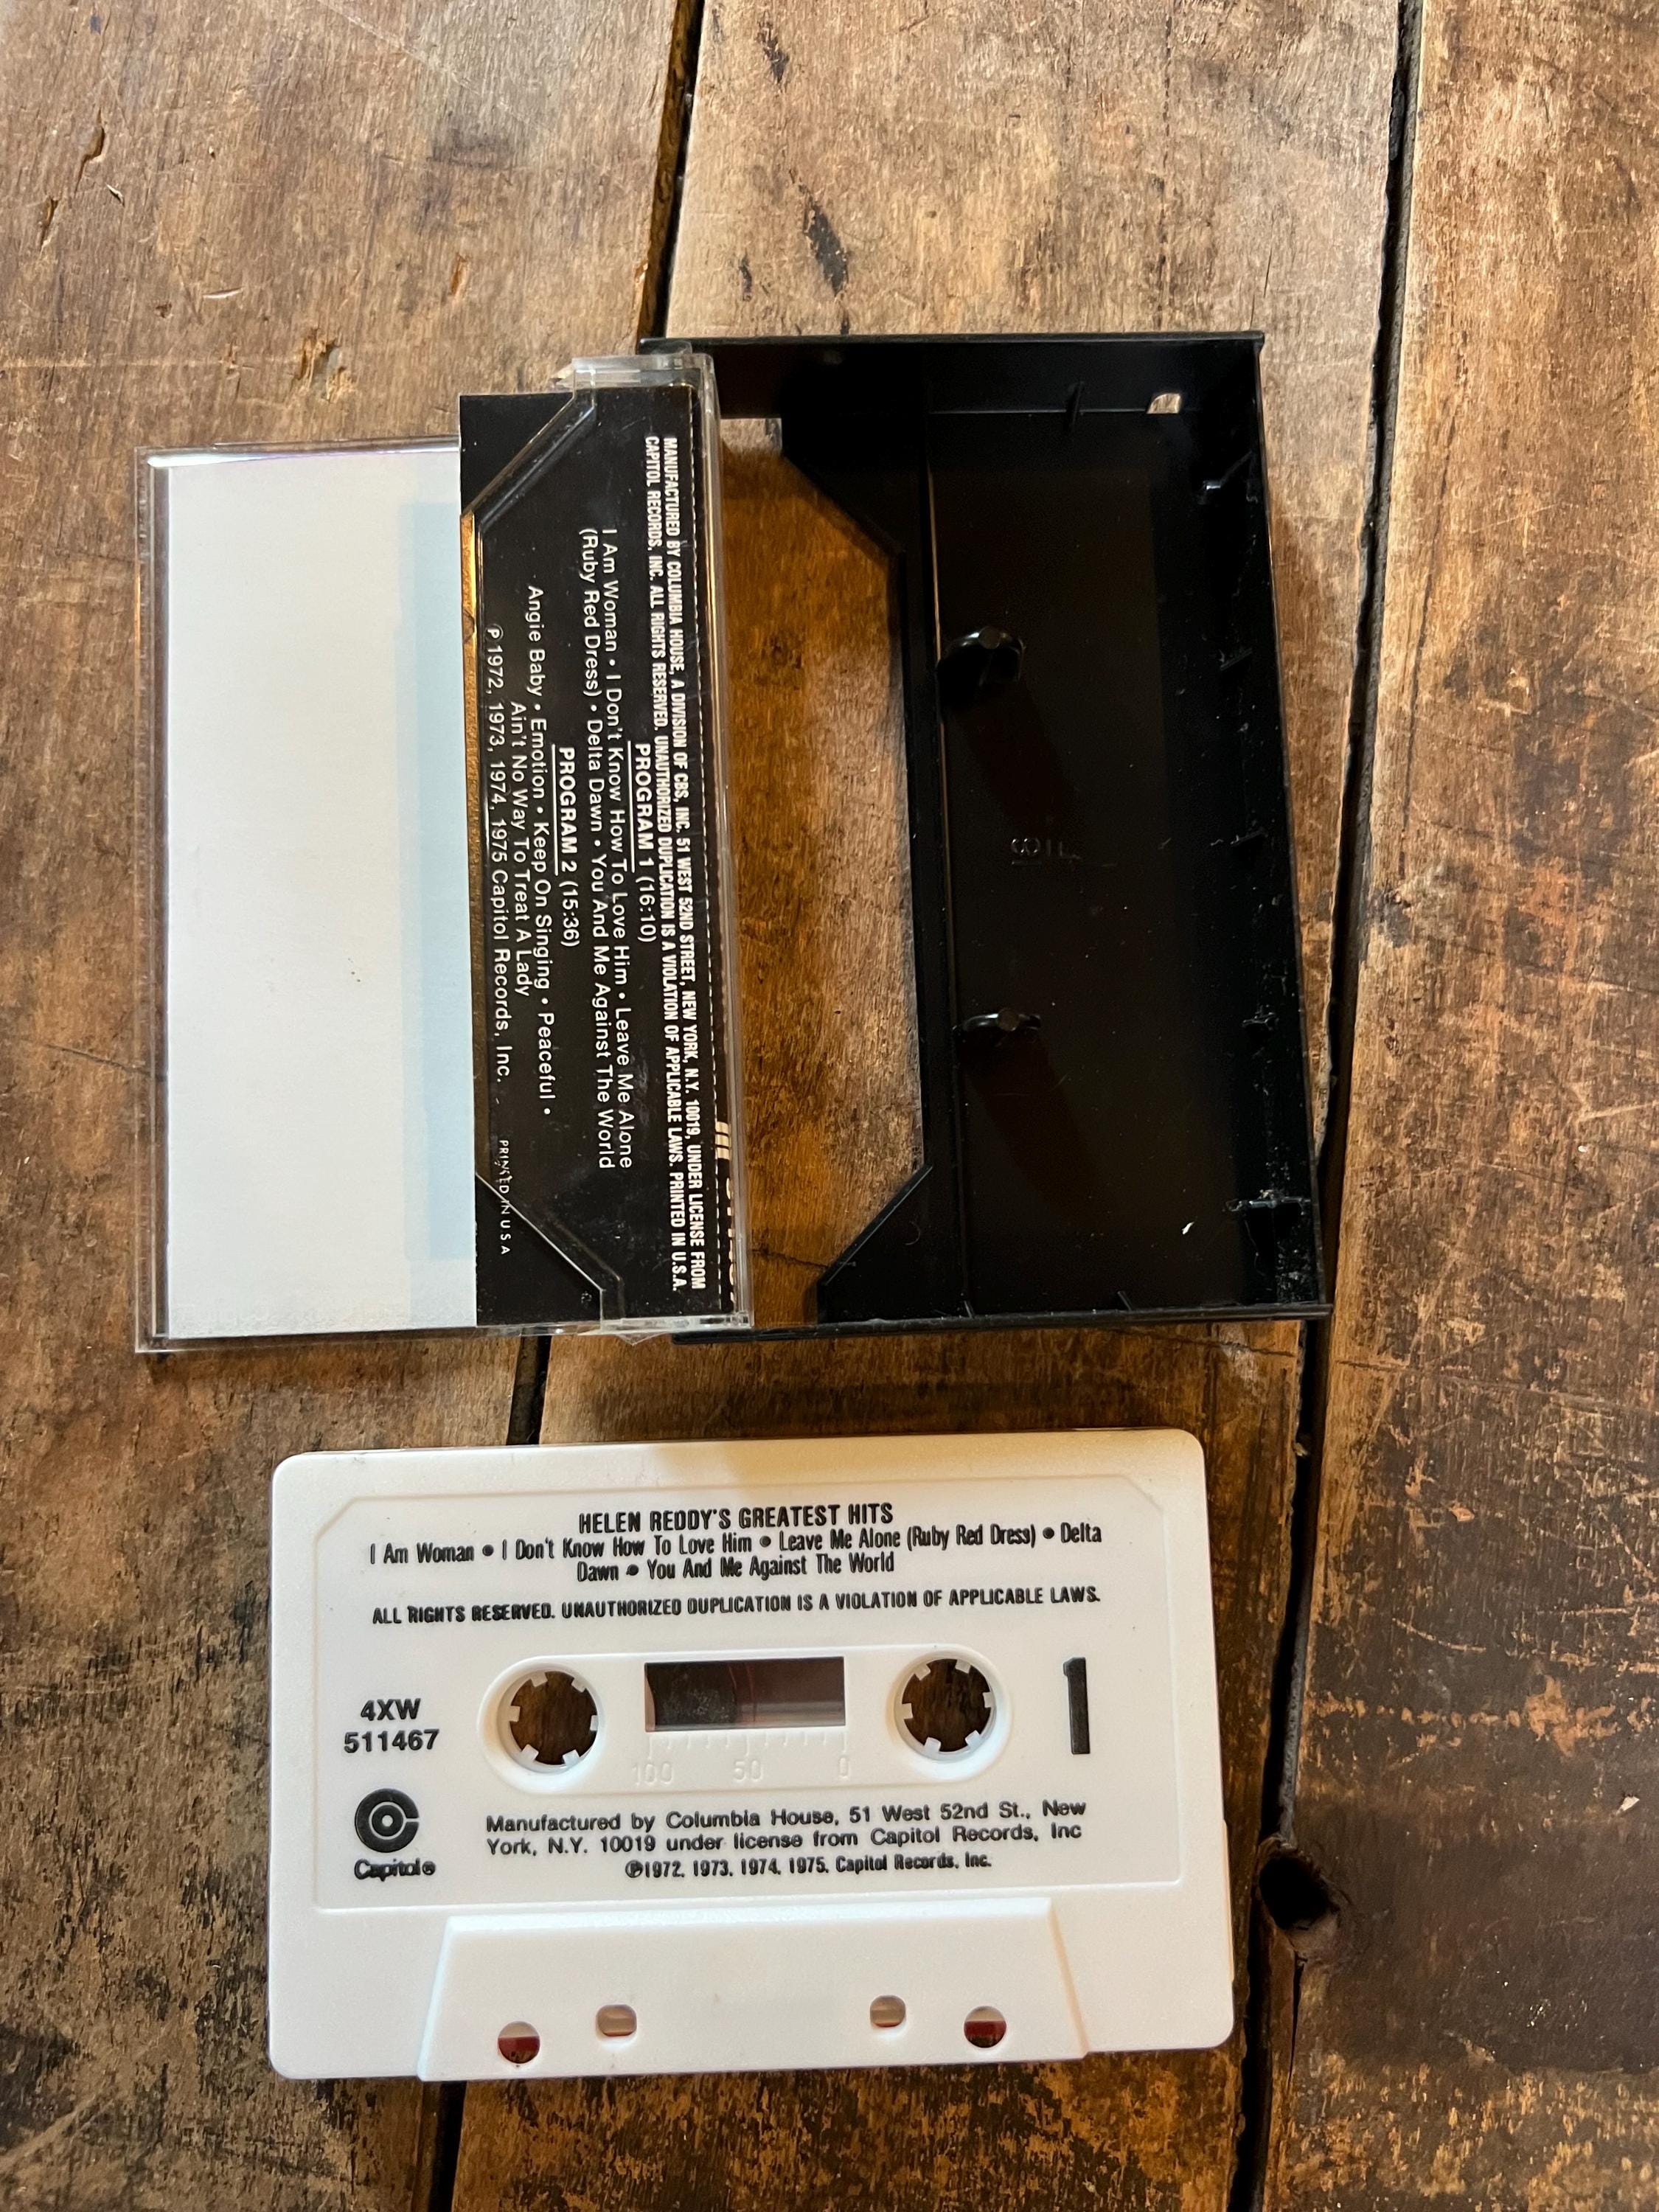 MANUFACTURED BY COLUMBIA HOUSE, A DIVISION OF CBS, INC. 51 WEST 52ND STREET, NEW YORK, N.Y. 10019, UNDER LICENSE FROM
CAPITOL RECORDS, INC. ALL RIGHTS RESERVED. UNAUTHORIZED DUPLICATION IS A VIOLATION OF APPLICABLE LAWS. PRINTED IN U.S.A.
PROGRAM 1 (16:10)
I Am Woman • I Don't Know How To Love Him • Leave Me Alone
(Ruby Red Dress) • Delta Dawn • You And Me Against The World
PROGRAM 2 (15:36)
Angie Baby • Emotion • Keep On Singing • Peaceful •
Ain't No Way To Treat A Lady
℗ 1972, 1973, 1974, 1975 Capitol Records, Inc.
PRINTED IN U S A
HELEN REDDY'S GREATEST HITS
I Am Woman • I Don't Know How To Love Him • Leave Me Alone (Ruby Red Dress) • Delta
Dawn • You And Me Against The World
ALL RIGHTS RESERVED. UNAUTHORIZED DUPLICATION IS A VIOLATION OF APPLICABLE LAWS.
4XW
511467
1
100 50 0
Capitol®
Manufactured by Columbia House, 51 West 52nd St., New
York, N.Y. 10019 under license from Capitol Records, Inc
℗1972, 1973, 1974, 1975, Capitol Records, Inc.